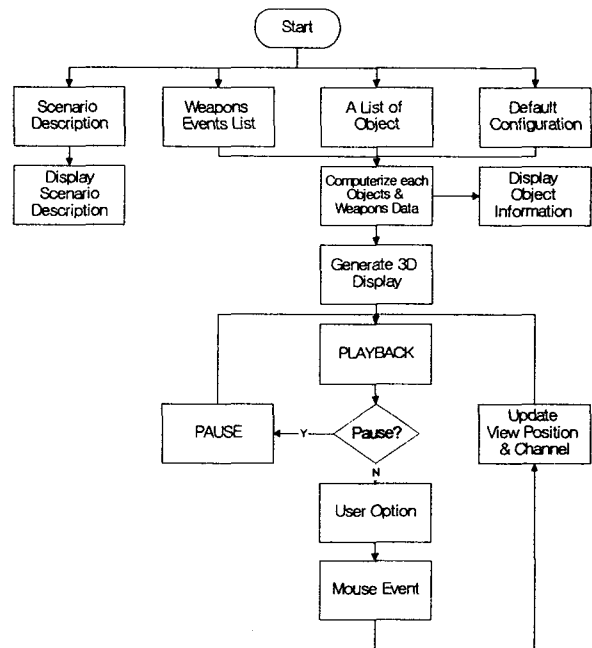 Start
Scenario
Description
Weapons
Events List
A List of
Object
Default
Configuration
Display
Scenario
Description
Computerize each
Objects &
Weapons Data
Display
Object
Information
Generate 3D
Display
PLAYBACK
PAUSE
Y
Pause?
Update
View Position
& Channel
N
User Option
Mouse Event